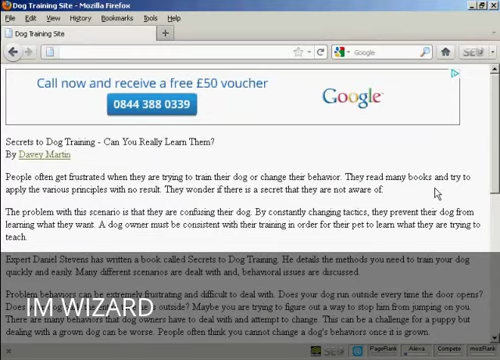 Dog Training Site - Mozilla Firefox
File Edit View History Bookmarks Tools Help
Dog Training Site
Google
Call now and receive a free £50 voucher
0844 388 0339
Google
Secrets to Dog Training - Can You Really Learn Them?
By Davey Martin
People often get frustrated when they are trying to train their dog or change their behavior. They read many books and try to
apply the various principles with no result. They wonder if there is a secret that they are not aware of.
The problem with this scenario is that they are confusing their dog. By constantly changing tactics, they prevent their dog from
learning what they want. A dog owner must be consistent with their training in order for their pet to learn what they are trying to
teach.
Expert Daniel Stevens has written a book called Secrets to Dog Training. He details the methods you need to train your dog
quickly and easily. Many different scenarios are dealt with and, behavioral issues are discussed.
Problem behaviors can be extremely frustrating and difficult to deal with. Does your dog run outside every time the door opens?
Does outside? Maybe you are trying to figure out a way to stop him from jumping on you.
There are many behaviors that dog owners have to deal with and attempt to change. This can be a challenge for a puppy but
dealing with a grown dog can be worse. People often think you cannot change a dog's behaviors once it is grown.
IM WIZARD
PageRank Alexa Compete mozRank